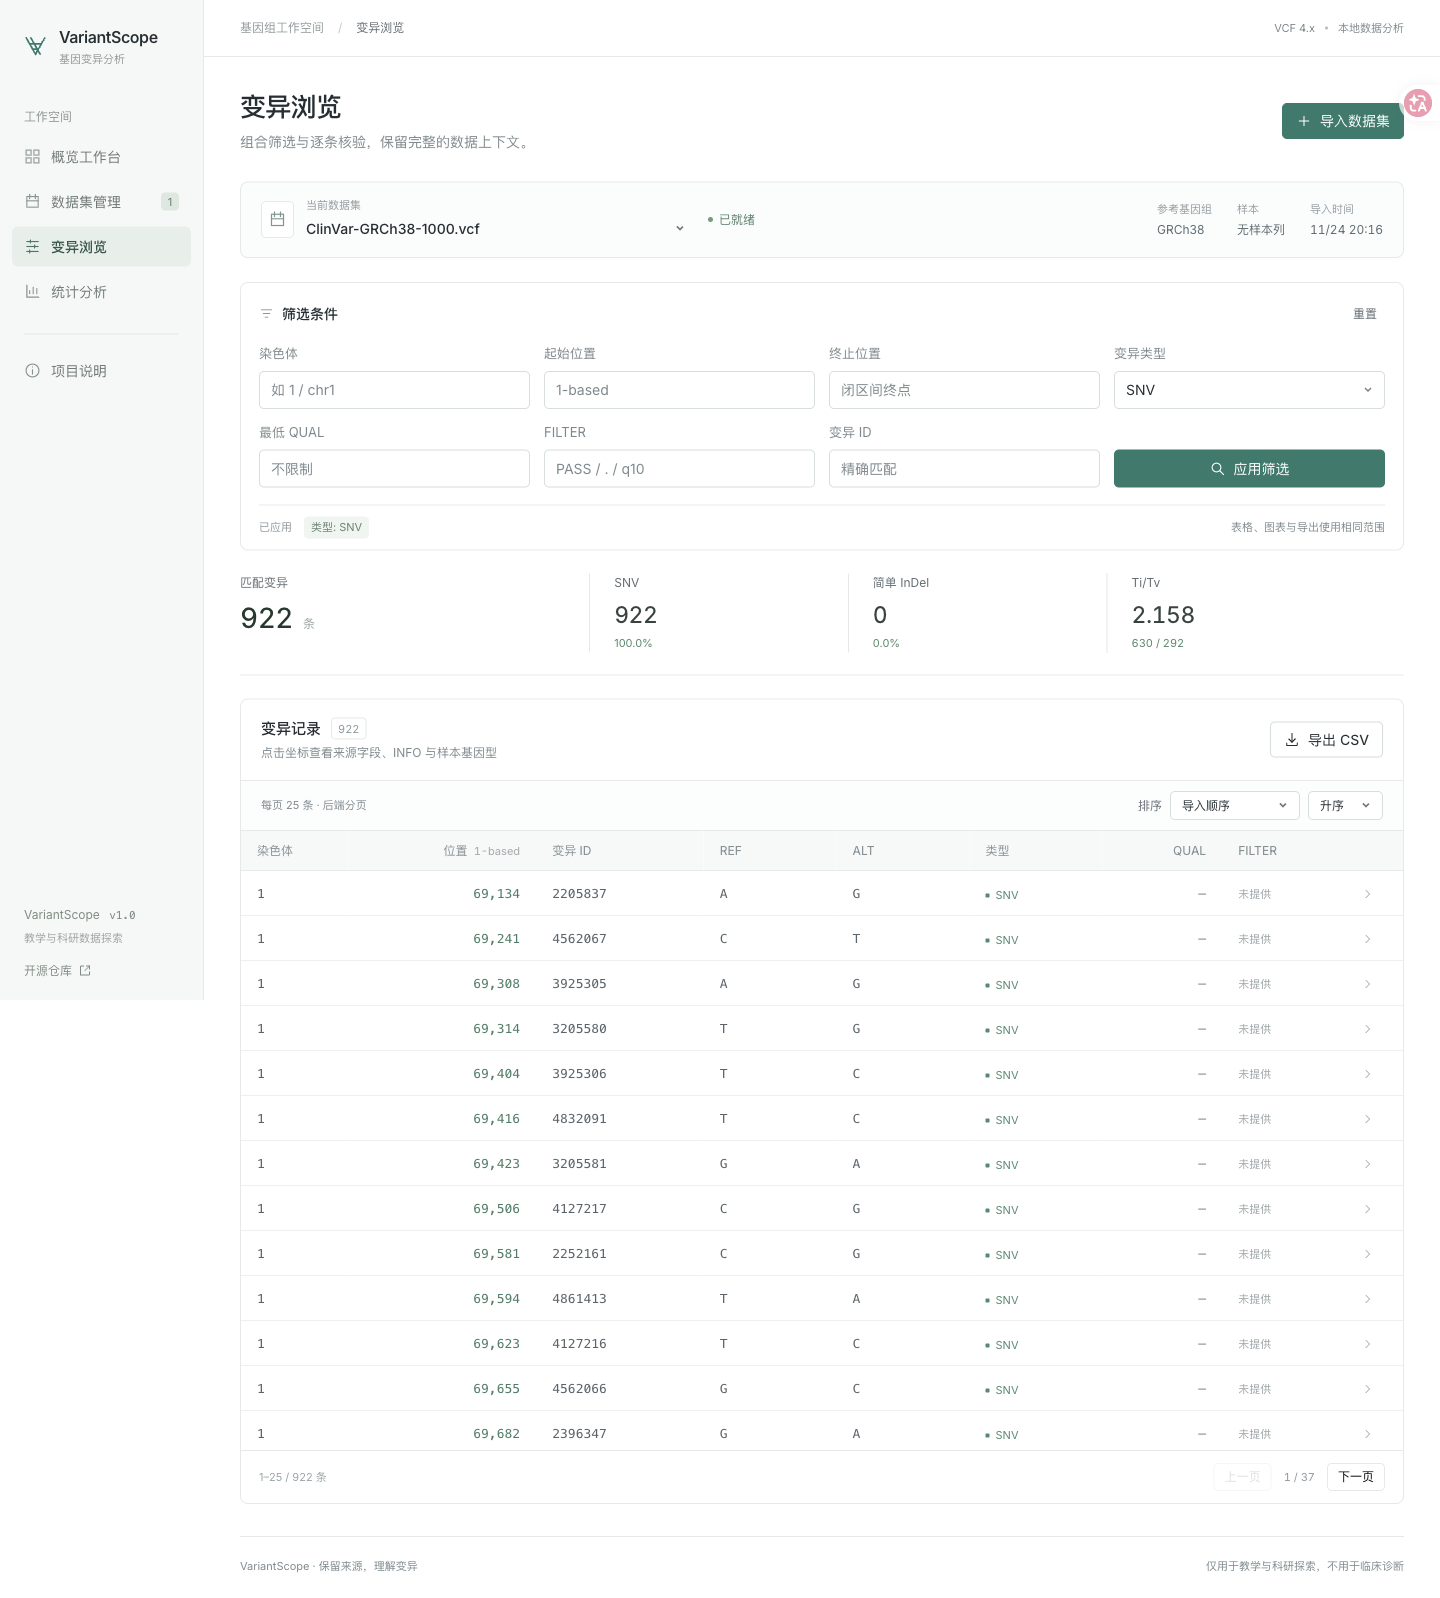 VariantScope
基因变异分析
工作空间
概览工作台
数据集管理 1
变异浏览
统计分析
项目说明
VariantScope v1.0
教学与科研数据探索
开源仓库
基因组工作空间 / 变异浏览
VCF 4.x • 本地数据分析
变异浏览
组合筛选与逐条核验，保留完整的数据上下文。
+ 导入数据集
当前数据集
ClinVar-GRCh38-1000.vcf
已就绪
参考基因组 样本 导入时间
GRCh38 无样本列 11/24 20:16
筛选条件 重置
染色体 起始位置 终止位置 变异类型
如 1 / chr1 1-based 闭区间终点 SNV
最低 QUAL FILTER 变异 ID
不限制 PASS / . / q10 精确匹配 应用筛选
已应用 类型: SNV 表格、图表与导出使用相同范围
匹配变异 SNV 简单 InDel Ti/Tv
922 条 922 0 2.158
100.0% 0.0% 630 / 292
变异记录 922
点击坐标查看来源字段、INFO 与样本基因型
导出 CSV
每页 25 条 · 后端分页 排序 导入顺序 升序
染色体 位置 1-based 变异 ID REF ALT 类型 QUAL FILTER
1 69,134 2205837 A G SNV — 未提供
1 69,241 4562067 C T SNV — 未提供
1 69,308 3925305 A G SNV — 未提供
1 69,314 3205580 T G SNV — 未提供
1 69,404 3925306 T C SNV — 未提供
1 69,416 4832091 T C SNV — 未提供
1 69,423 3205581 G A SNV — 未提供
1 69,506 4127217 C G SNV — 未提供
1 69,581 2252161 C G SNV — 未提供
1 69,594 4861413 T A SNV — 未提供
1 69,623 4127216 T C SNV — 未提供
1 69,655 4562066 G C SNV — 未提供
1 69,682 2396347 G A SNV — 未提供
1–25 / 922 条 上一页 1 / 37 下一页
VariantScope · 保留来源，理解变异 仅用于教学与科研探索，不用于临床诊断